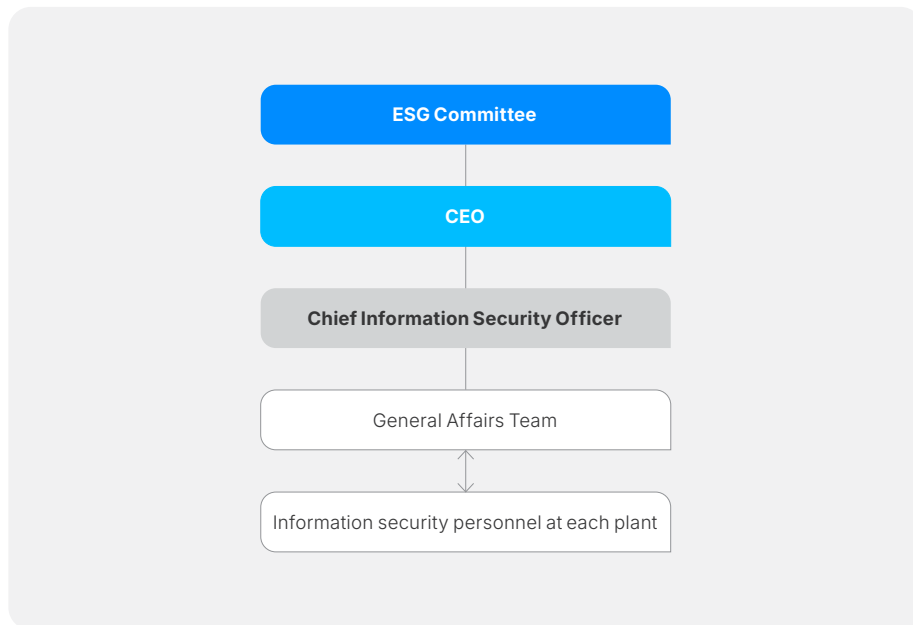 ESG Committee
CEO
Chief Information Security Officer
General Affairs Team
Information security personnel at each plant